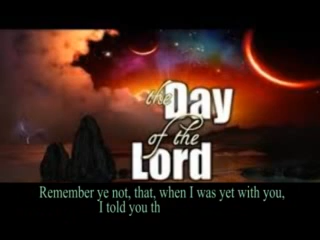 the Day
of the
Lord
Remember ye not, that, when I was yet with you,
I told you th